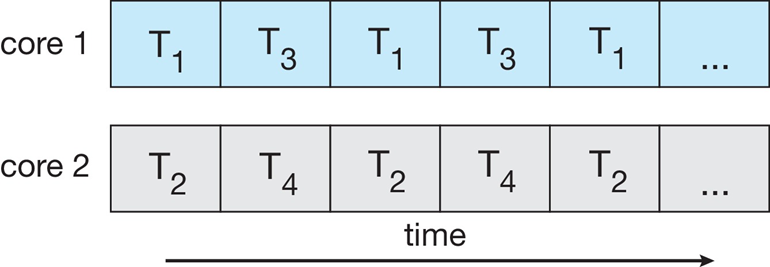 core 1 T₁ T₃ T₁ T₃ T₁ ...
core 2 T₂ T₄ T₂ T₄ T₂ ...
time